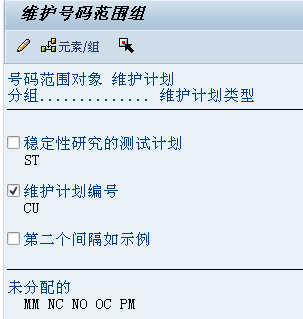 维护号码范围组
元素/组
号码范围对象 维护计划
分组.............. 维护计划类型
稳定性研究的测试计划
ST
维护计划编号
CU
第二个间隔如示例
未分配的
MM NC NO OC PM